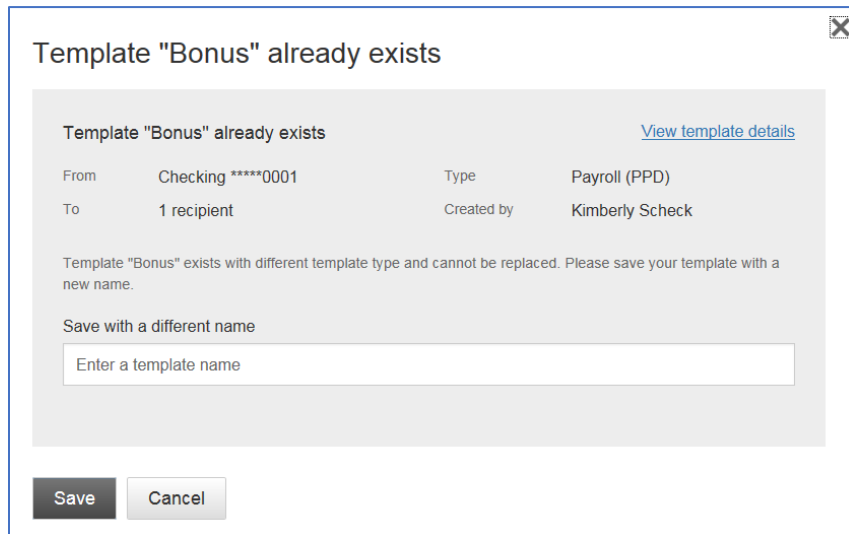 Template "Bonus" already exists
Template "Bonus" already exists View template details
From Checking *****0001 Type Payroll (PPD)
To 1 recipient Created by Kimberly Scheck
Template "Bonus" exists with different template type and cannot be replaced. Please save your template with a
new name.
Save with a different name
Enter a template name
Save Cancel